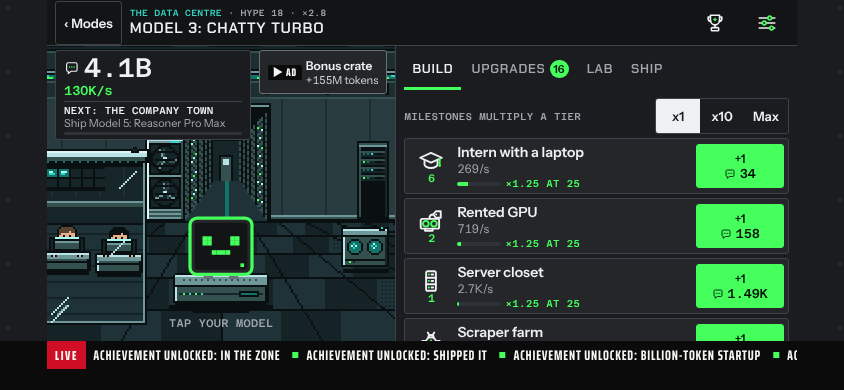 ‹ Modes
THE DATA CENTRE · HYPE 18 · ×2.8
MODEL 3: CHATTY TURBO
4.1B
130K/s
NEXT: THE COMPANY TOWN
Ship Model 5: Reasoner Pro Max
▶ AD
Bonus crate
+155M tokens
TAP YOUR MODEL
BUILD
UPGRADES 16
LAB
SHIP
MILESTONES MULTIPLY A TIER
x1
x10
Max
Intern with a laptop
269/s
6
×1.25 AT 25
+1
34
Rented GPU
719/s
2
×1.25 AT 25
+1
158
Server closet
2.7K/s
1
×1.25 AT 25
+1
1.49K
Scraper farm
+1
LIVE
ACHIEVEMENT UNLOCKED: IN THE ZONE ■ ACHIEVEMENT UNLOCKED: SHIPPED IT ■ ACHIEVEMENT UNLOCKED: BILLION-TOKEN STARTUP ■